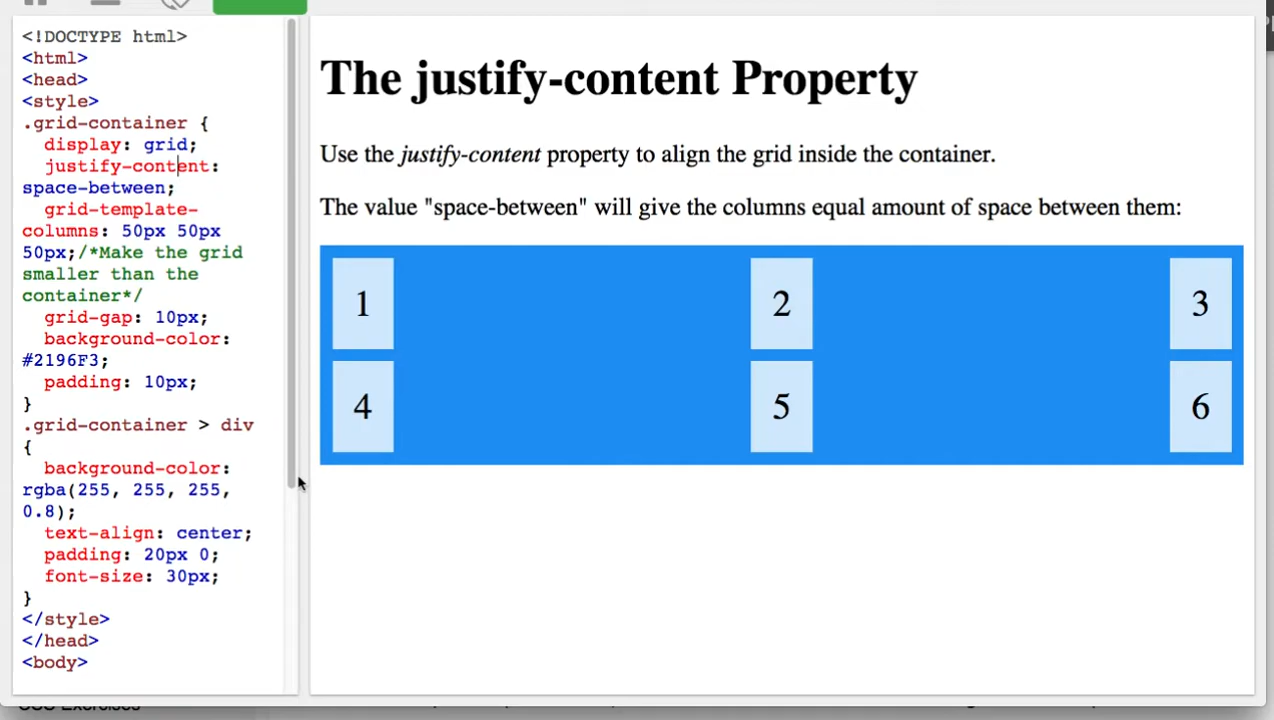 <!DOCTYPE html>
<html>
<head>
<style>
.grid-container {
  display: grid;
  justify-content:
space-between;
  grid-template-
columns: 50px 50px
50px;/*Make the grid
smaller than the
container*/
  grid-gap: 10px;
  background-color:
#2196F3;
  padding: 10px;
}
.grid-container > div
{
  background-color:
rgba(255, 255, 255,
0.8);
  text-align: center;
  padding: 20px 0;
  font-size: 30px;
}
</style>
</head>
<body>
The justify-content Property
Use the justify-content property to align the grid inside the container.
The value "space-between" will give the columns equal amount of space between them:
1 2 3
4 5 6
CSS Exercises